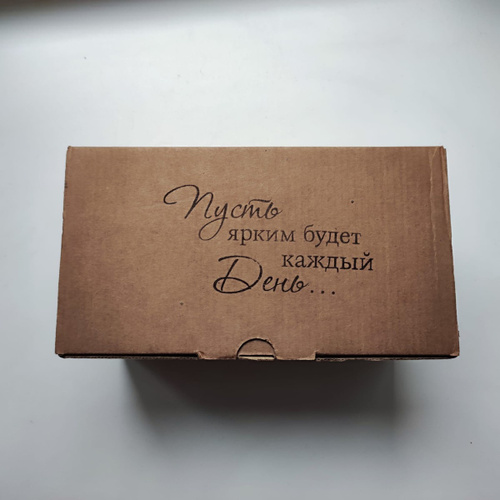 Пусть
ярким будет
каждый
День...